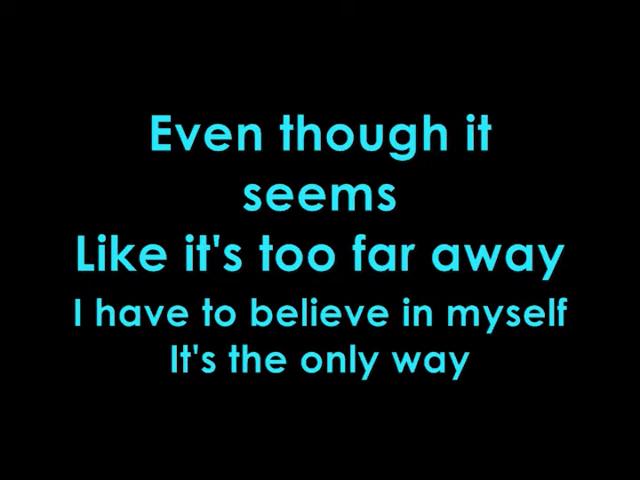 Even though it
seems
Like it's too far away
I have to believe in myself
It's the only way